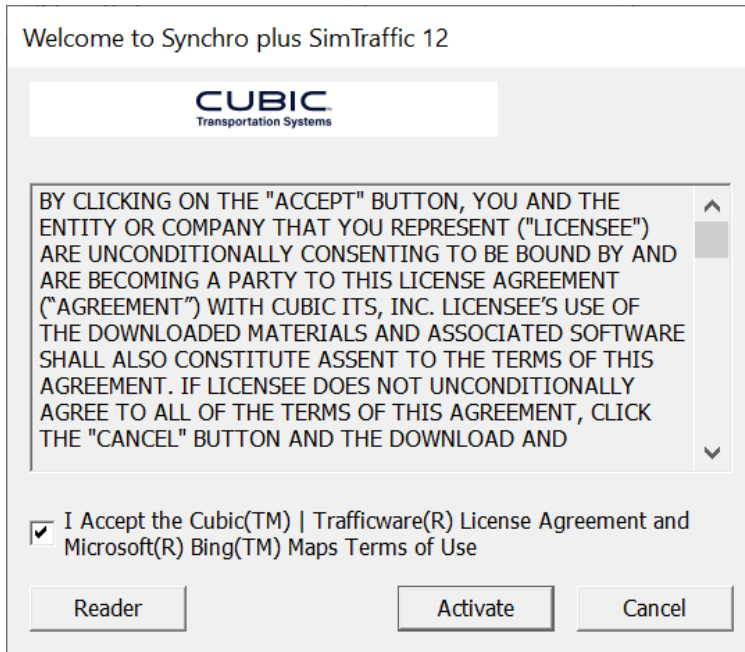 Welcome to Synchro plus SimTraffic 12
CUBIC
Transportation Systems
BY CLICKING ON THE "ACCEPT" BUTTON, YOU AND THE
ENTITY OR COMPANY THAT YOU REPRESENT ("LICENSEE")
ARE UNCONDITIONALLY CONSENTING TO BE BOUND BY AND
ARE BECOMING A PARTY TO THIS LICENSE AGREEMENT
(“AGREEMENT”) WITH CUBIC ITS, INC. LICENSEE’S USE OF
THE DOWNLOADED MATERIALS AND ASSOCIATED SOFTWARE
SHALL ALSO CONSTITUTE ASSENT TO THE TERMS OF THIS
AGREEMENT. IF LICENSEE DOES NOT UNCONDITIONALLY
AGREE TO ALL OF THE TERMS OF THIS AGREEMENT, CLICK
THE "CANCEL" BUTTON AND THE DOWNLOAD AND
I Accept the Cubic(TM) | Trafficware(R) License Agreement and
Microsoft(R) Bing(TM) Maps Terms of Use
Reader Activate Cancel